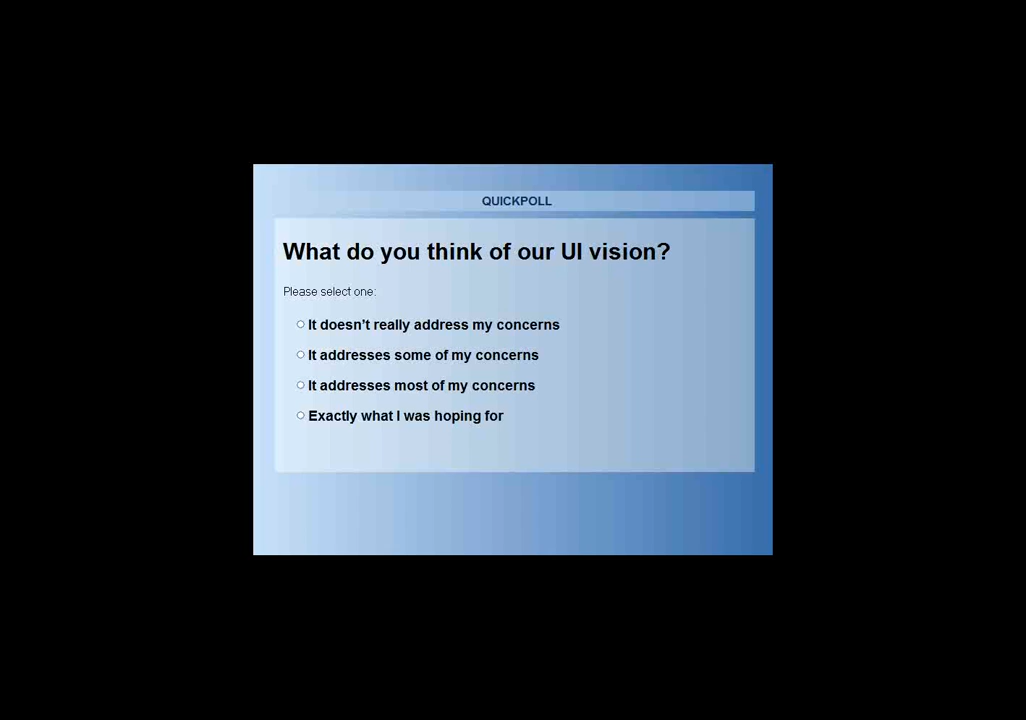 QUICKPOLL
What do you think of our UI vision?
Please select one:
It doesn't really address my concerns
It addresses some of my concerns
It addresses most of my concerns
Exactly what I was hoping for